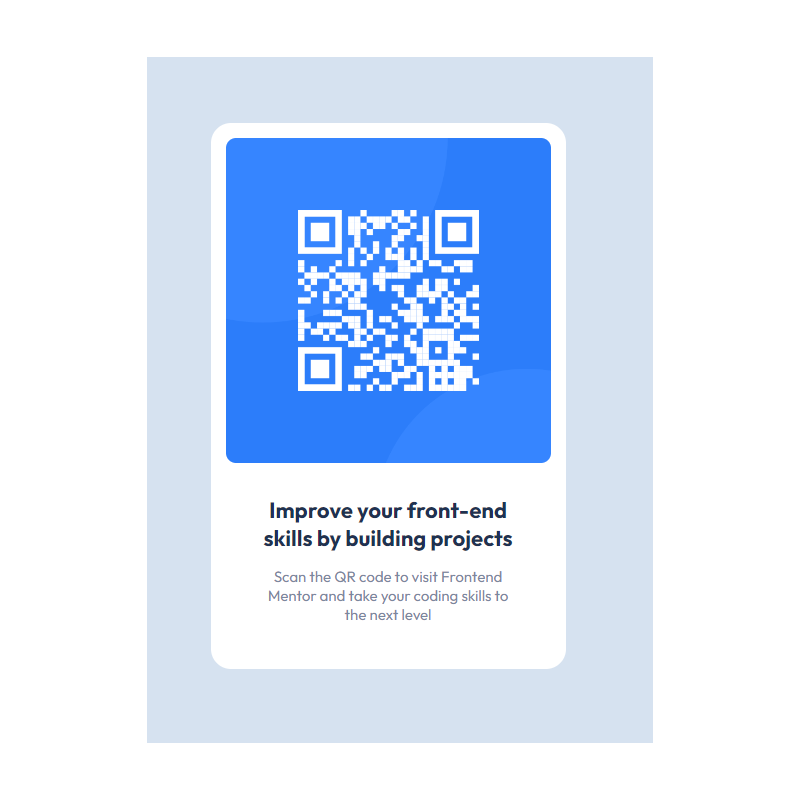 Improve your front-end
skills by building projects
Scan the QR code to visit Frontend
Mentor and take your coding skills to
the next level